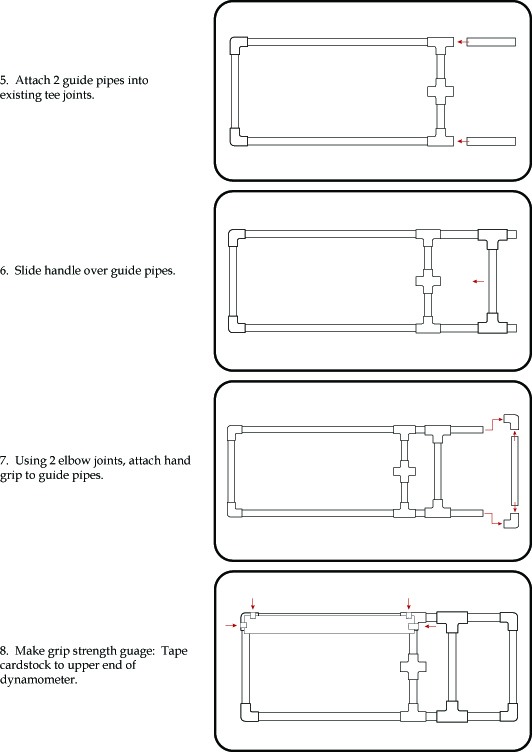 5.  Attach 2 guide pipes into
existing tee joints.
6.  Slide handle over guide pipes.
7.  Using 2 elbow joints, attach hand
grip to guide pipes.
8.  Make grip strength guage:  Tape
cardstock to upper end of
dynamometer.